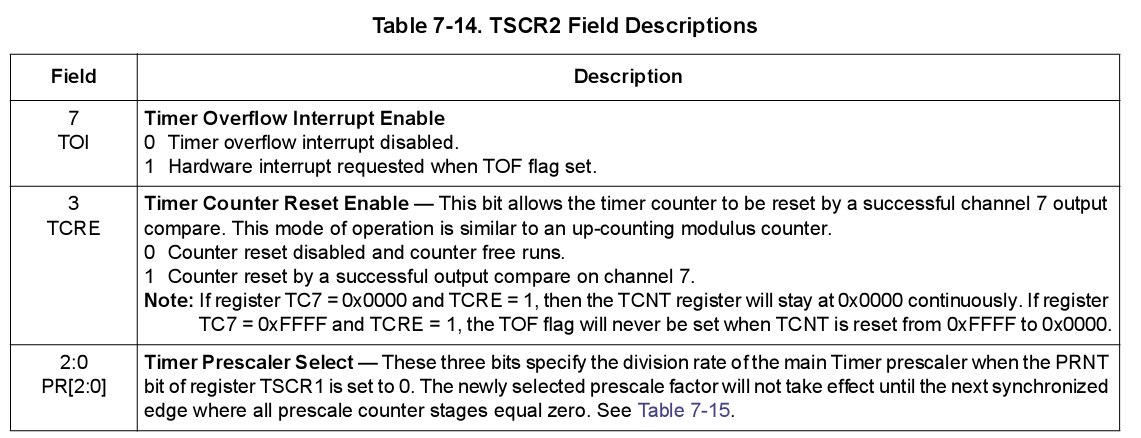 Table 7-14. TSCR2 Field Descriptions
Field Description
7
TOI
Timer Overflow Interrupt Enable
0 Timer overflow interrupt disabled.
1 Hardware interrupt requested when TOF flag set.
3
TCRE
Timer Counter Reset Enable — This bit allows the timer counter to be reset by a successful channel 7 output
compare. This mode of operation is similar to an up-counting modulus counter.
0 Counter reset disabled and counter free runs.
1 Counter reset by a successful output compare on channel 7.
Note: If register TC7 = 0x0000 and TCRE = 1, then the TCNT register will stay at 0x0000 continuously. If register
TC7 = 0xFFFF and TCRE = 1, the TOF flag will never be set when TCNT is reset from 0xFFFF to 0x0000.
2:0
PR[2:0]
Timer Prescaler Select — These three bits specify the division rate of the main Timer prescaler when the PRNT
bit of register TSCR1 is set to 0. The newly selected prescale factor will not take effect until the next synchronized
edge where all prescale counter stages equal zero. See Table 7-15.